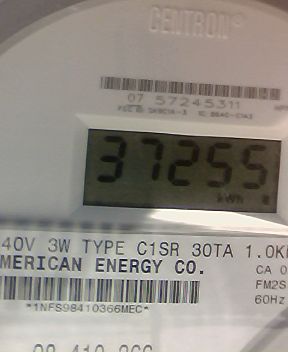 CENTRON®
07 57245311
37255
kWh
40V 3W TYPE C1SR 30TA 1.0K
MERICAN ENERGY CO.
CA 0
FM2S
60Hz
*1NFS98410366MEC*